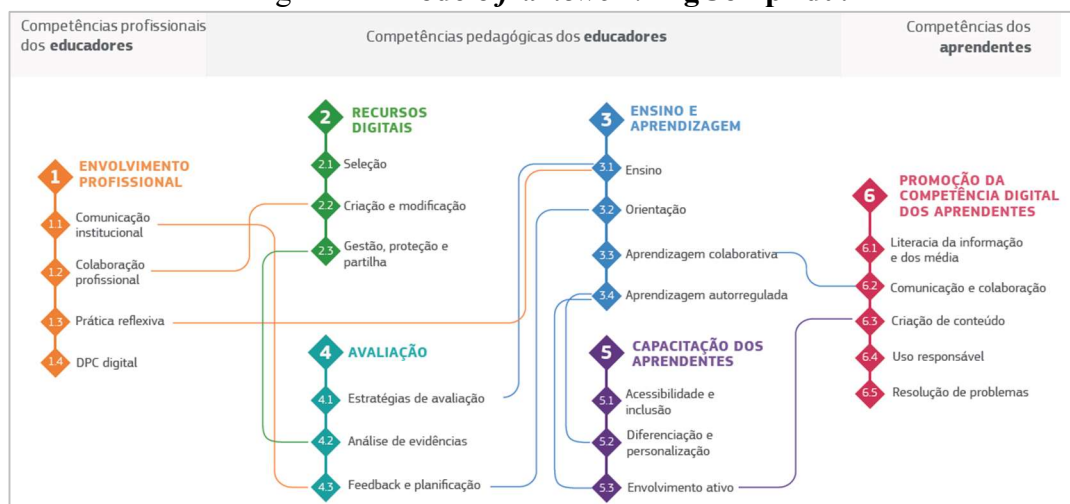 Competências profissionais
dos educadores
Competências pedagógicas dos educadores
Competências dos
aprendentes
1
ENVOLVIMENTO
PROFISSIONAL
1.1
Comunicação
institucional
1.2
Colaboração
profissional
1.3
Prática reflexiva
1.4
DPC digital
2
RECURSOS
DIGITAIS
2.1
Seleção
2.2
Criação e modificação
2.3
Gestão, proteção e
partilha
4
AVALIAÇÃO
4.1
Estratégias de avaliação
4.2
Análise de evidências
4.3
Feedback e planificação
3
ENSINO E
APRENDIZAGEM
3.1
Ensino
3.2
Orientação
3.3
Aprendizagem colaborativa
3.4
Aprendizagem autorregulada
5
CAPACITAÇÃO DOS
APRENDENTES
5.1
Acessibilidade e
inclusão
5.2
Diferenciação e
personalização
5.3
Envolvimento ativo
6
PROMOÇÃO DA
COMPETÊNCIA DIGITAL
DOS APRENDENTES
6.1
Literacia da informação
e dos média
6.2
Comunicação e colaboração
6.3
Criação de conteúdo
6.4
Uso responsável
6.5
Resolução de problemas